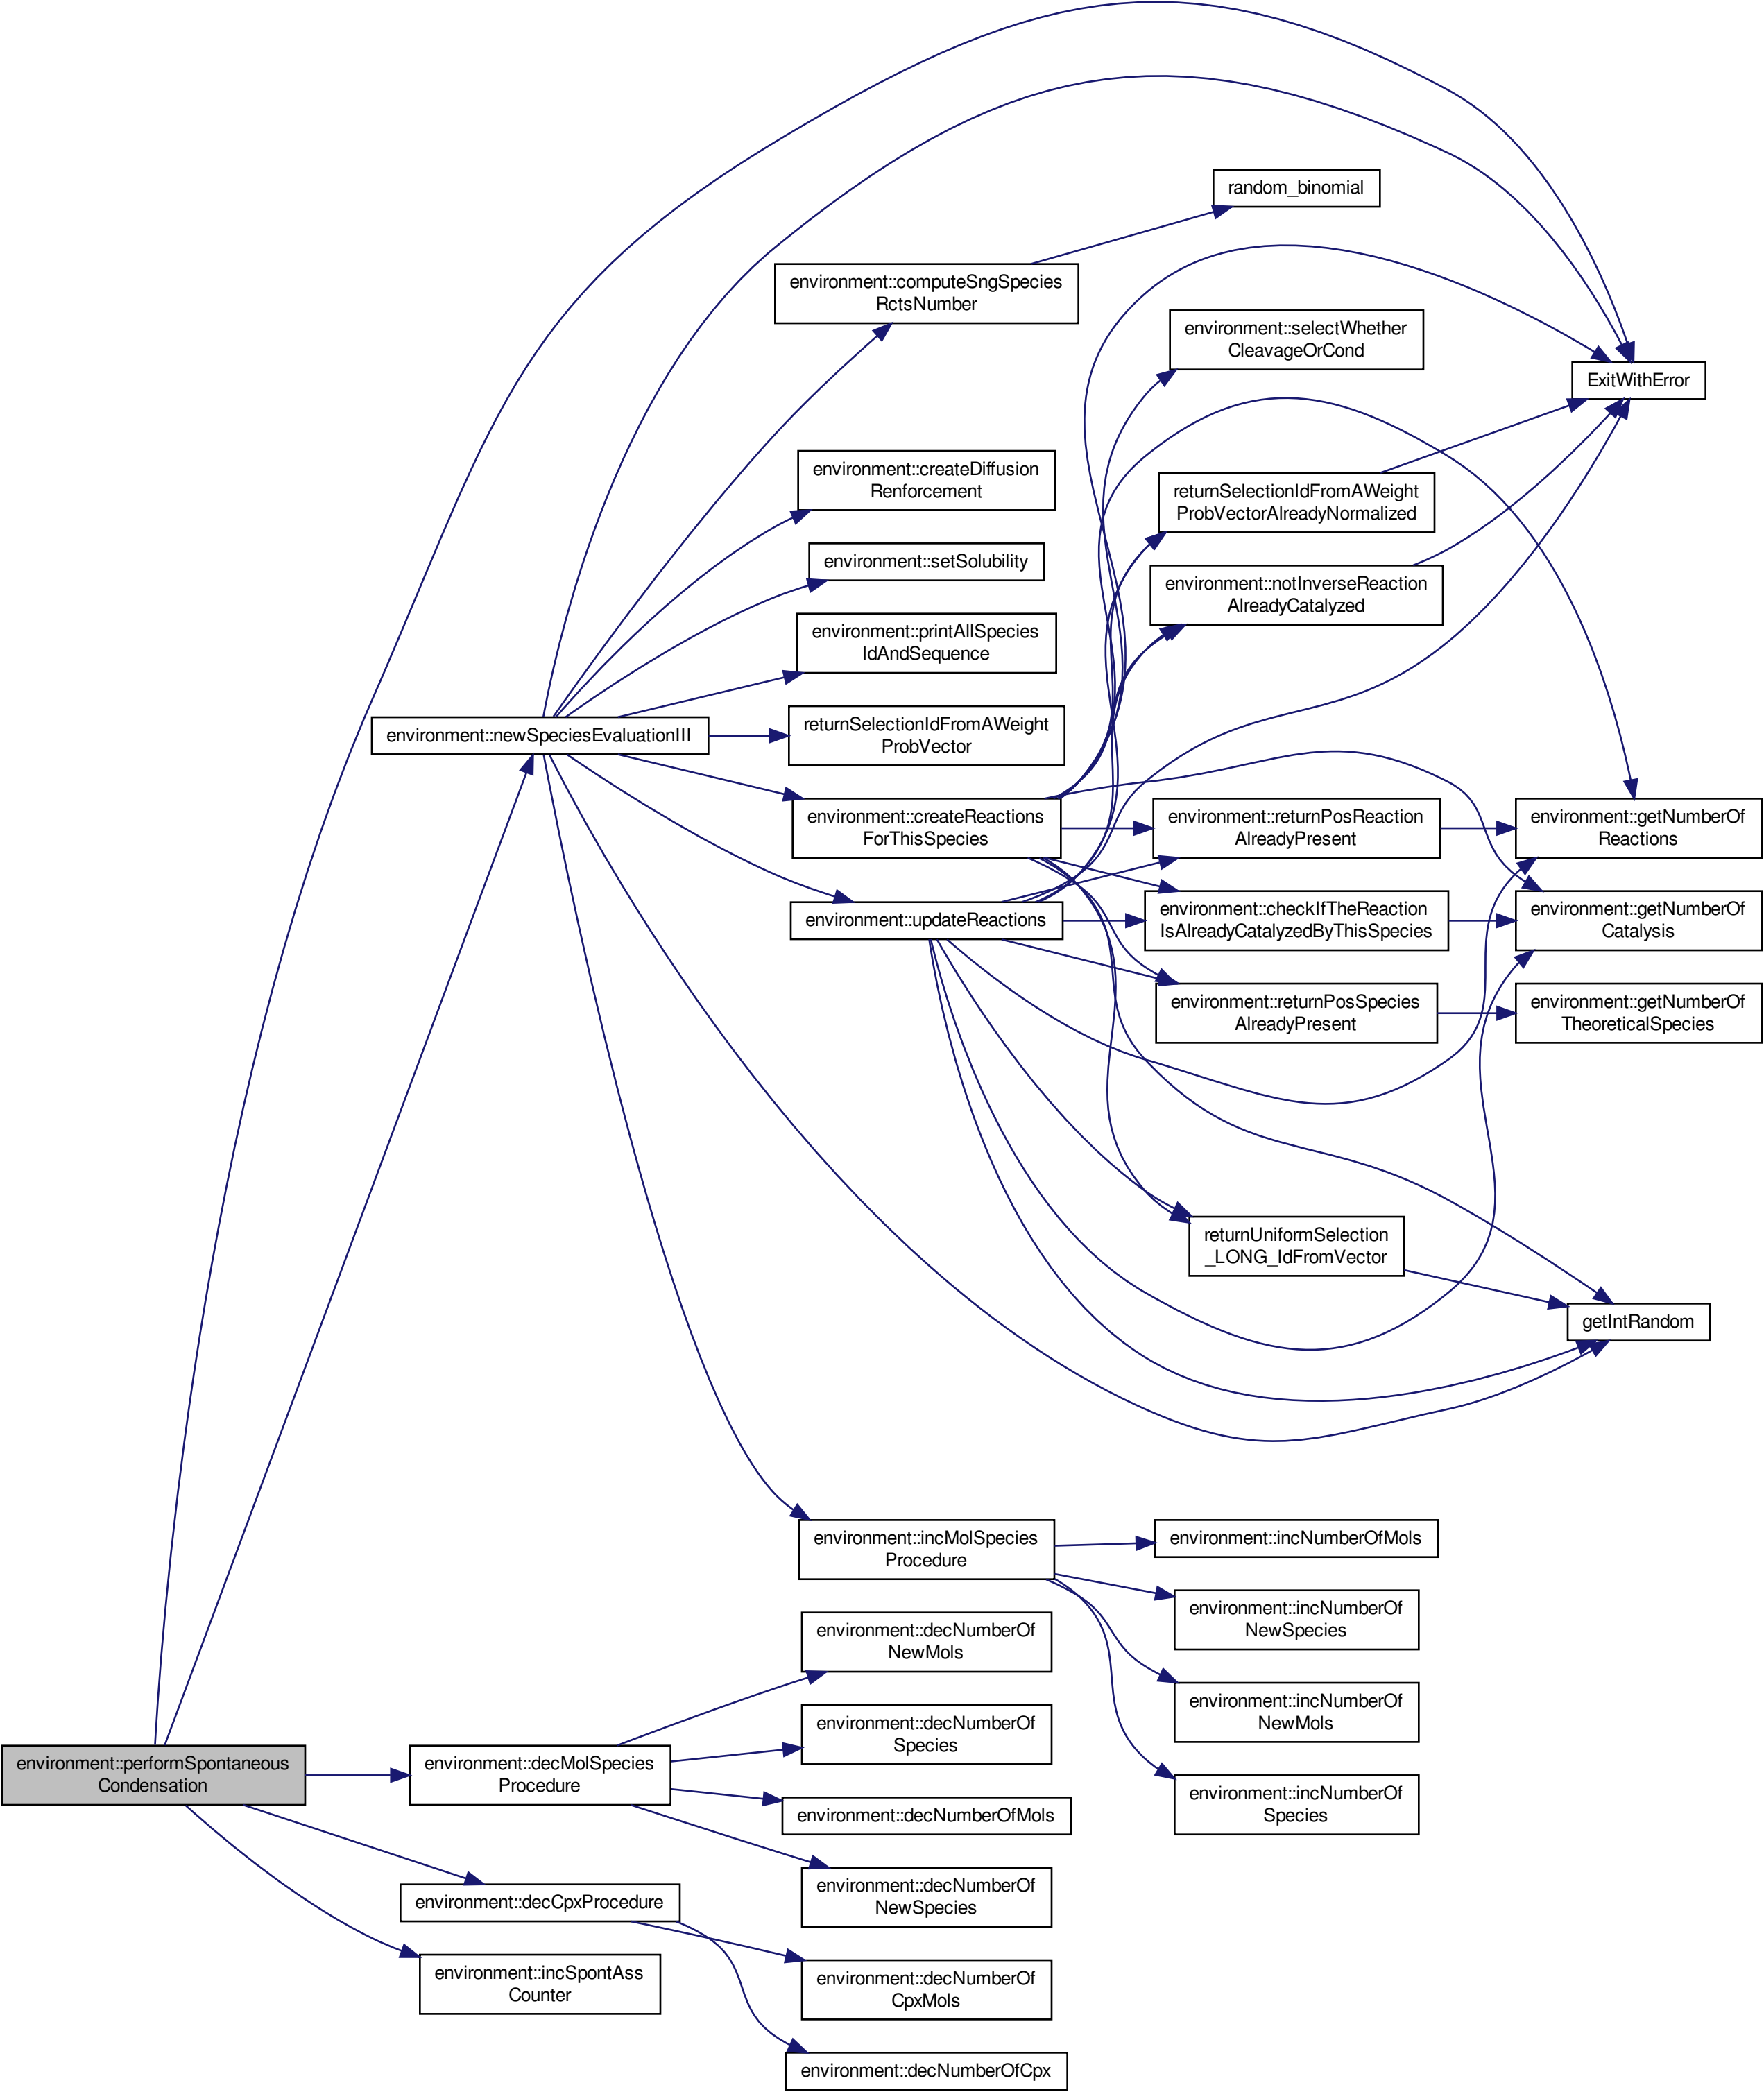 random_binomial
environment::computeSngSpecies
RctsNumber
environment::selectWhether
CleavageOrCond
ExitWithError
environment::createDiffusion
Renforcement
returnSelectionIdFromAWeight
ProbVectorAlreadyNormalized
environment::setSolubility
environment::notInverseReaction
AlreadyCatalyzed
environment::printAllSpecies
IdAndSequence
environment::newSpeciesEvaluationIII
returnSelectionIdFromAWeight
ProbVector
environment::createReactions
ForThisSpecies
environment::returnPosReaction
AlreadyPresent
environment::getNumberOf
Reactions
environment::updateReactions
environment::checkIfTheReaction
IsAlreadyCatalyzedByThisSpecies
environment::getNumberOf
Catalysis
environment::returnPosSpecies
AlreadyPresent
environment::getNumberOf
TheoreticalSpecies
returnUniformSelection
_LONG_IdFromVector
getIntRandom
environment::incMolSpecies
Procedure
environment::incNumberOfMols
environment::incNumberOf
NewSpecies
environment::decNumberOf
NewMols
environment::incNumberOf
NewMols
environment::decNumberOf
Species
environment::performSpontaneous
Condensation
environment::decMolSpecies
Procedure
environment::incNumberOf
Species
environment::decNumberOfMols
environment::decNumberOf
NewSpecies
environment::decCpxProcedure
environment::incSpontAss
Counter
environment::decNumberOf
CpxMols
environment::decNumberOfCpx